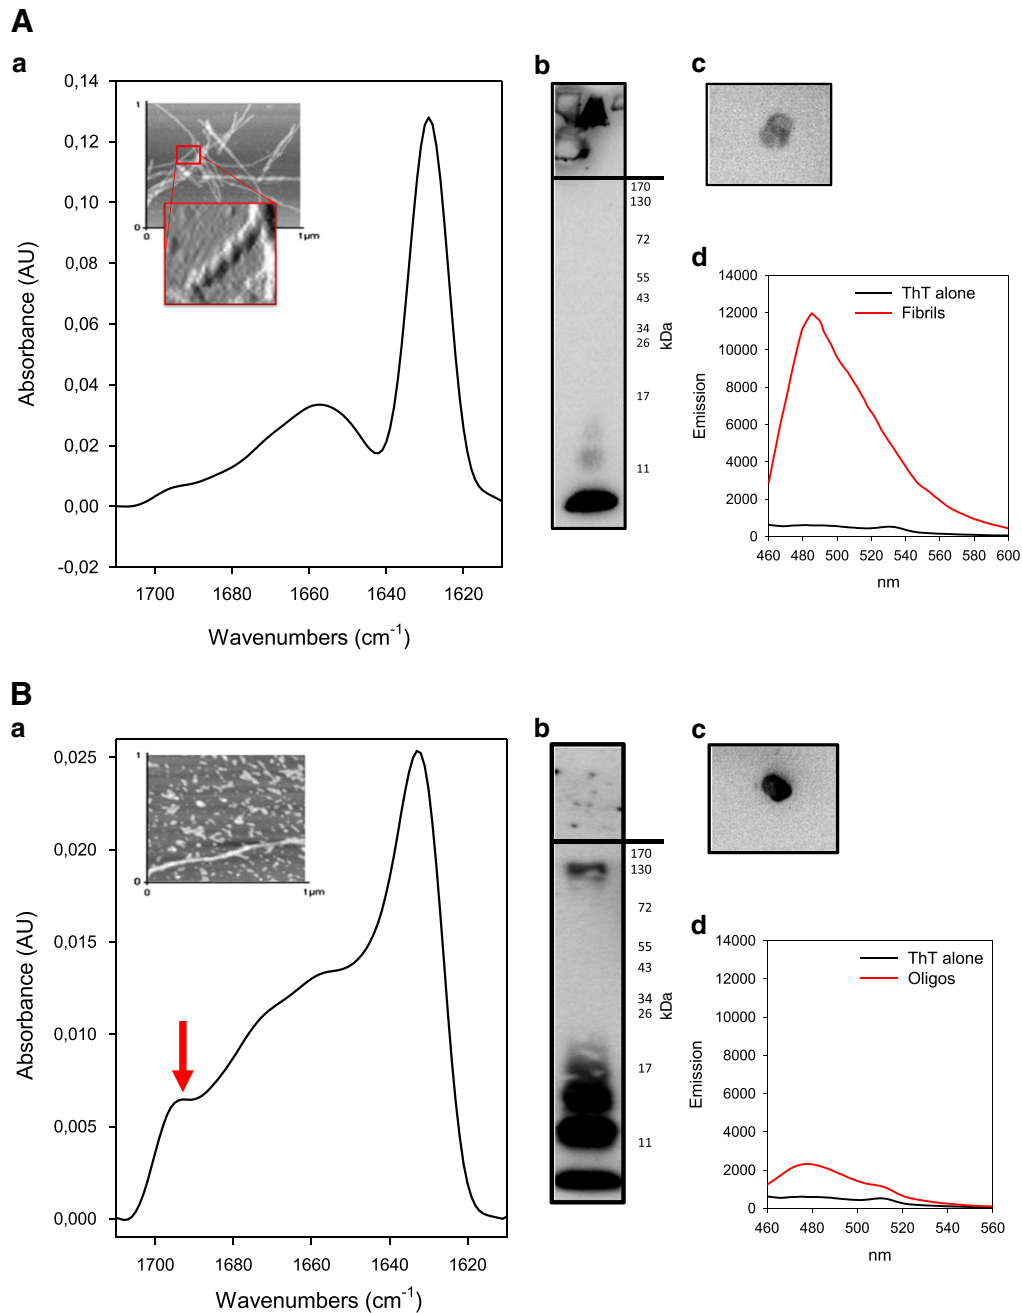 A
a
0,14
0,12
0,10
0,08
0,06
0,04
0,02
0,00
-0,02
Absorbance (AU)
1
0
0
1µm
1700
1680
1660
1640
1620
Wavenumbers (cm-1)
b
170
130
72
55
43
34
26
17
11
kDa
c
d
14000
12000
10000
8000
6000
4000
2000
0
Emission
ThT alone
Fibrils
460 480 500 520 540 560 580 600
nm
B
a
0,025
0,020
0,015
0,010
0,005
0,000
Absorbance (AU)
1
0
0
1µm
1700
1680
1660
1640
1620
Wavenumbers (cm-1)
b
170
130
72
55
43
34
26
17
11
kDa
c
d
14000
12000
10000
8000
6000
4000
2000
0
Emission
ThT alone
Oligos
460 480 500 520 540 560
nm